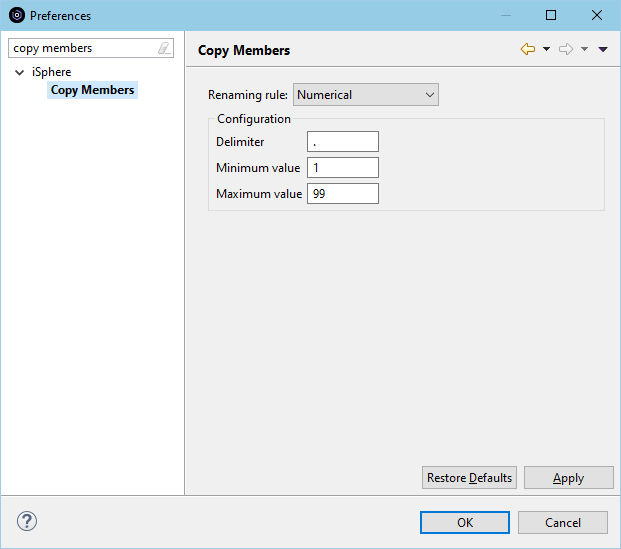 Preferences
copy members
iSphere
Copy Members
Copy Members
Renaming rule: Numerical
Configuration
Delimiter .
Minimum value 1
Maximum value 99
Restore Defaults Apply
? OK Cancel